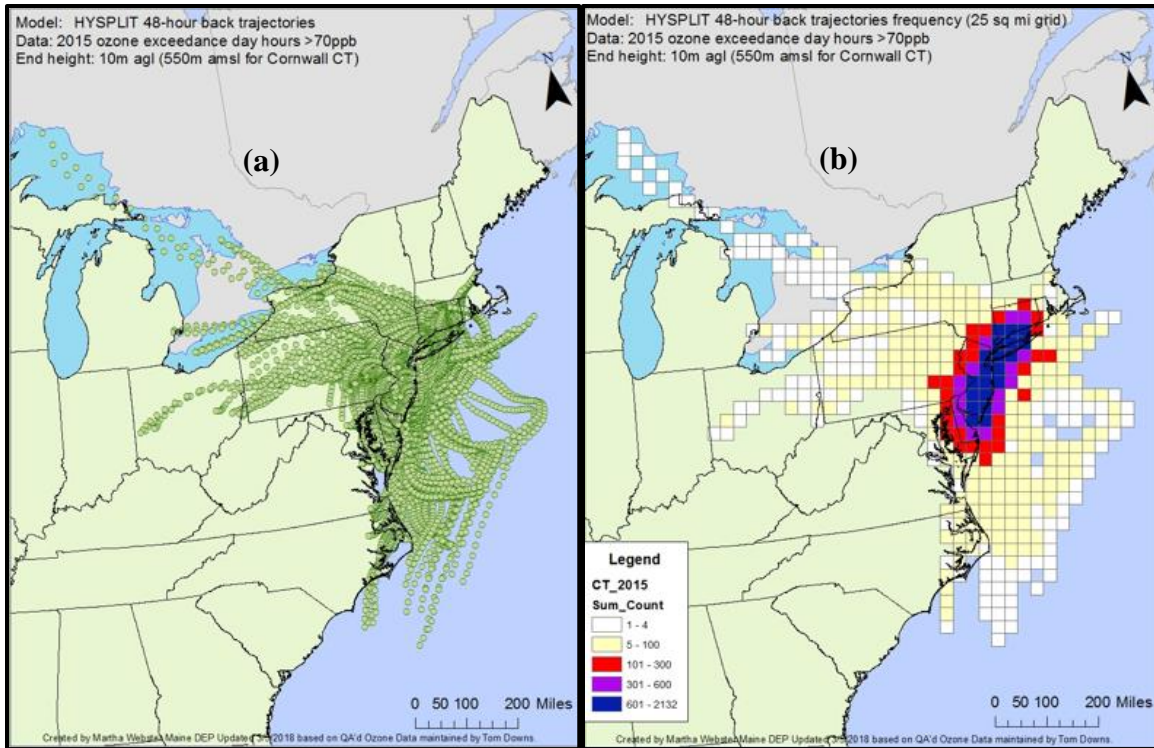 Model: HYSPLIT 48-hour back trajectories
Data: 2015 ozone exceedance day hours >70ppb
End height: 10m agl (550m amsl for Cornwall CT)
N
(a)
0 50 100 200 Miles
Created by Martha Webster Maine DEP Updated 3/5/2018 based on QA'd Ozone Data maintained by Tom Downs.
Model: HYSPLIT 48-hour back trajectories frequency (25 sq mi grid)
Data: 2015 ozone exceedance day hours >70ppb
End height: 10m agl (550m amsl for Cornwall CT)
N
(b)
Legend
CT_2015
Sum_Count
1 - 4
5 - 100
101 - 300
301 - 600
601 - 2132
0 50 100 200 Miles
Created by Martha Webster Maine DEP Updated 3/5/2018 based on QA'd Ozone Data maintained by Tom Downs.